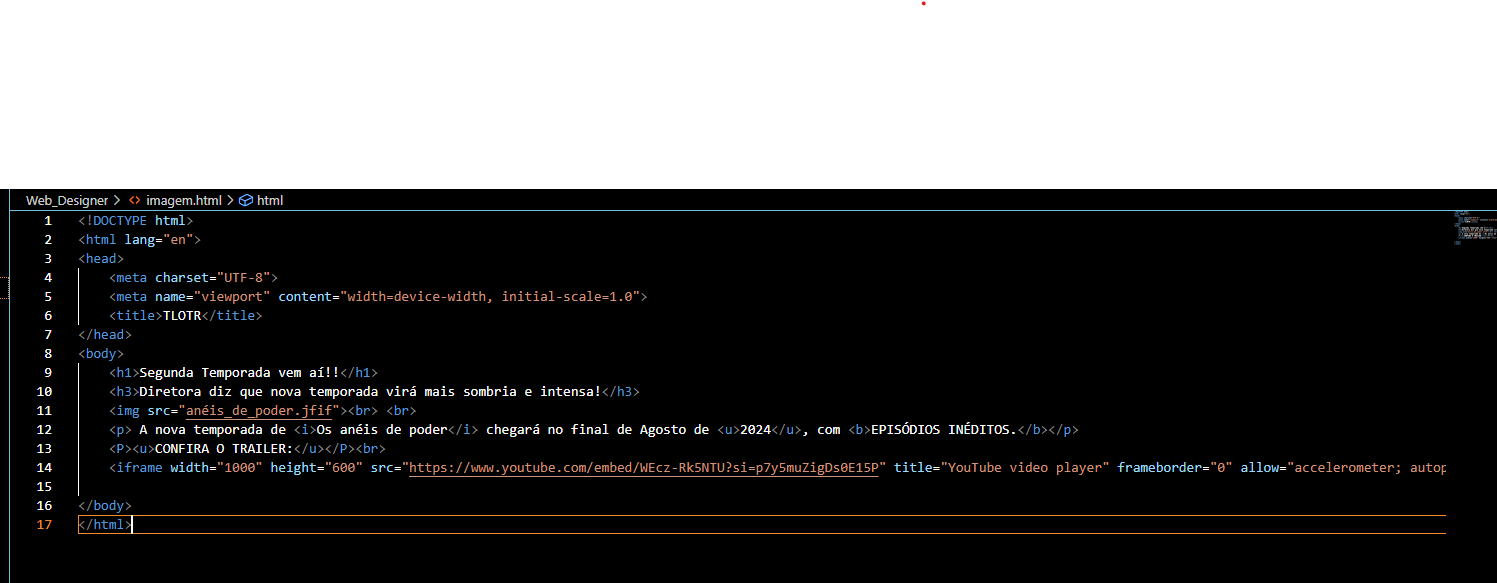 Web_Designer > <> imagem.html > html
1 <!DOCTYPE html>
2 <html lang="en">
3 <head>
4 <meta charset="UTF-8">
5 <meta name="viewport" content="width=device-width, initial-scale=1.0">
6 <title>TLOTR</title>
7 </head>
8 <body>
9 <h1>Segunda Temporada vem aí!!</h1>
10 <h3>Diretora diz que nova temporada virá mais sombria e intensa!</h3>
11 <img src="anéis_de_poder.jfif"><br> <br>
12 <p> A nova temporada de <i>Os anéis de poder</i> chegará no final de Agosto de <u>2024</u>, com <b>EPISÓDIOS INÉDITOS.</b></p>
13 <P><u>CONFIRA O TRAILER:</u></P><br>
14 <iframe width="1000" height="600" src="https://www.youtube.com/embed/WEcz-Rk5NTU?si=p7y5muZigDs0E15P" title="YouTube video player" frameborder="0" allow="accelerometer; autop
15
16 </body>
17 </html>